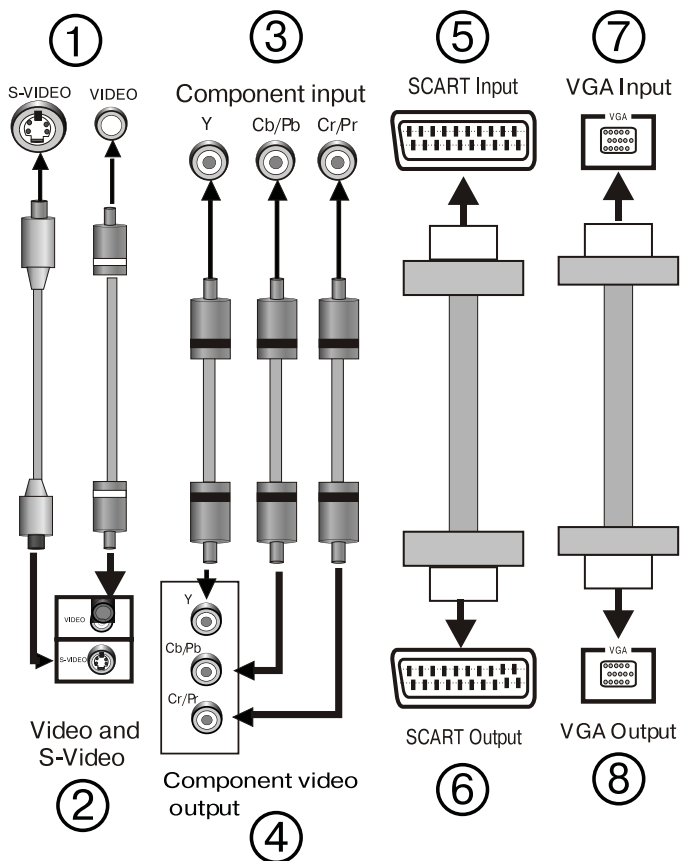 ① ③ ⑤ ⑦
S-VIDEO VIDEO
Component input
Y Cb/Pb Cr/Pr
SCART Input
VGA Input
VGA
Y
Cb/Pb
Cr/Pr
VIDEO
S-VIDEO
VGA
Video and
S-Video
②
Component video
output
④
SCART Output
⑥
VGA Output
⑧